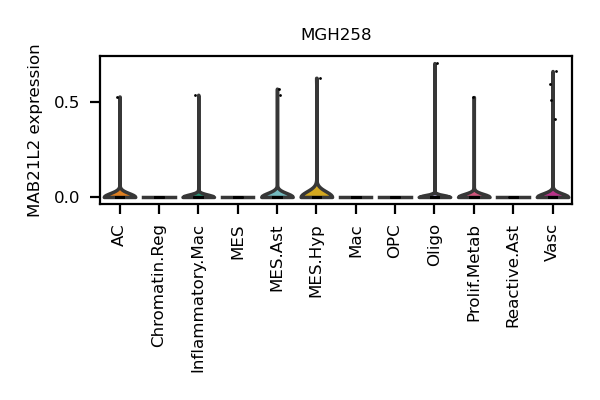 MGH258
MAB21L2 expression
0.5
0.0
AC
Chromatin.Reg
Inflammatory.Mac
MES
MES.Ast
MES.Hyp
Mac
OPC
Oligo
Prolif.Metab
Reactive.Ast
Vasc